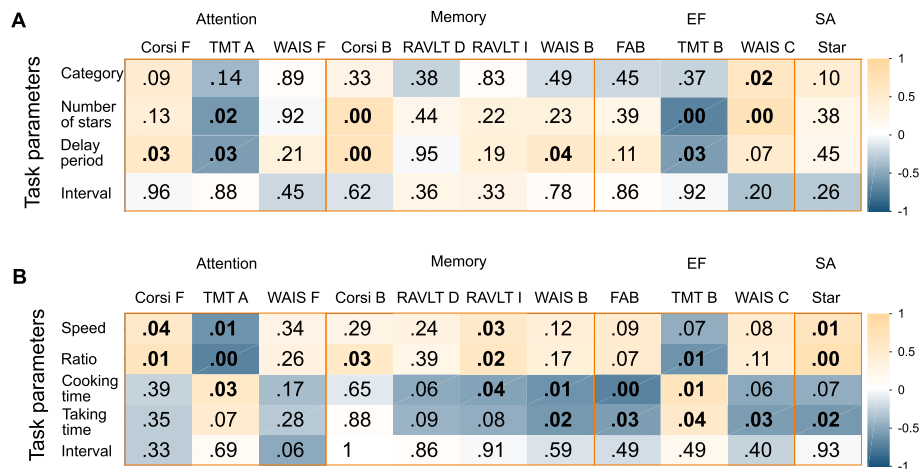 A
Attention Memory EF SA
Corsi F TMT A WAIS F Corsi B RAVLT D RAVLT I WAIS B FAB TMT B WAIS C Star
Task parameters
Category .09 .14 .89 .33 .38 .83 .49 .45 .37 .02 .10
Number
of stars .13 .02 .92 .00 .44 .22 .23 .39 .00 .00 .38
Delay
period .03 .03 .21 .00 .95 .19 .04 .11 .03 .07 .45
Interval .96 .88 .45 .62 .36 .33 .78 .86 .92 .20 .26
1
0.5
0
-0.5
-1
B
Attention Memory EF SA
Corsi F TMT A WAIS F Corsi B RAVLT D RAVLT I WAIS B FAB TMT B WAIS C Star
Task parameters
Speed .04 .01 .34 .29 .24 .03 .12 .09 .07 .08 .01
Ratio .01 .00 .26 .03 .39 .02 .17 .07 .01 .11 .00
Cooking
time .39 .03 .17 .65 .06 .04 .01 .00 .01 .06 .07
Taking
time .35 .07 .28 .88 .09 .08 .02 .03 .04 .03 .02
Interval .33 .69 .06 1 .86 .91 .59 .49 .49 .40 .93
1
0.5
0
-0.5
-1